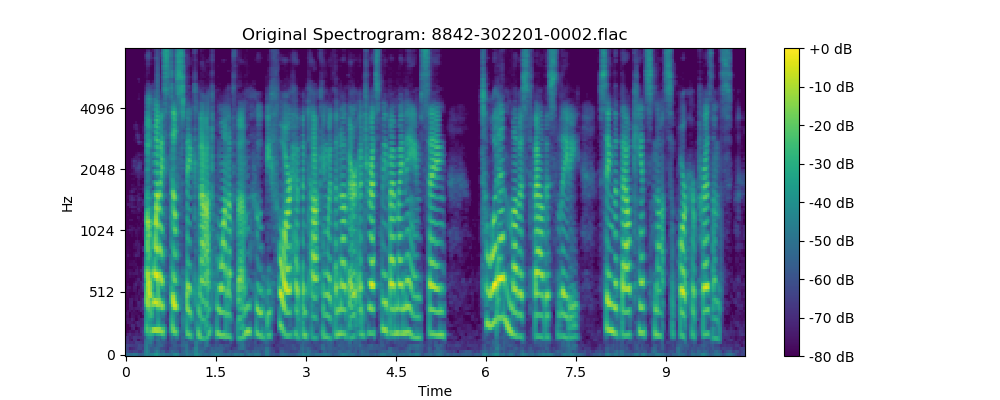 Original Spectrogram: 8842-302201-0002.flac
Hz
4096
2048
1024
512
0
0 1.5 3 4.5 6 7.5 9
Time
+0 dB
-10 dB
-20 dB
-30 dB
-40 dB
-50 dB
-60 dB
-70 dB
-80 dB